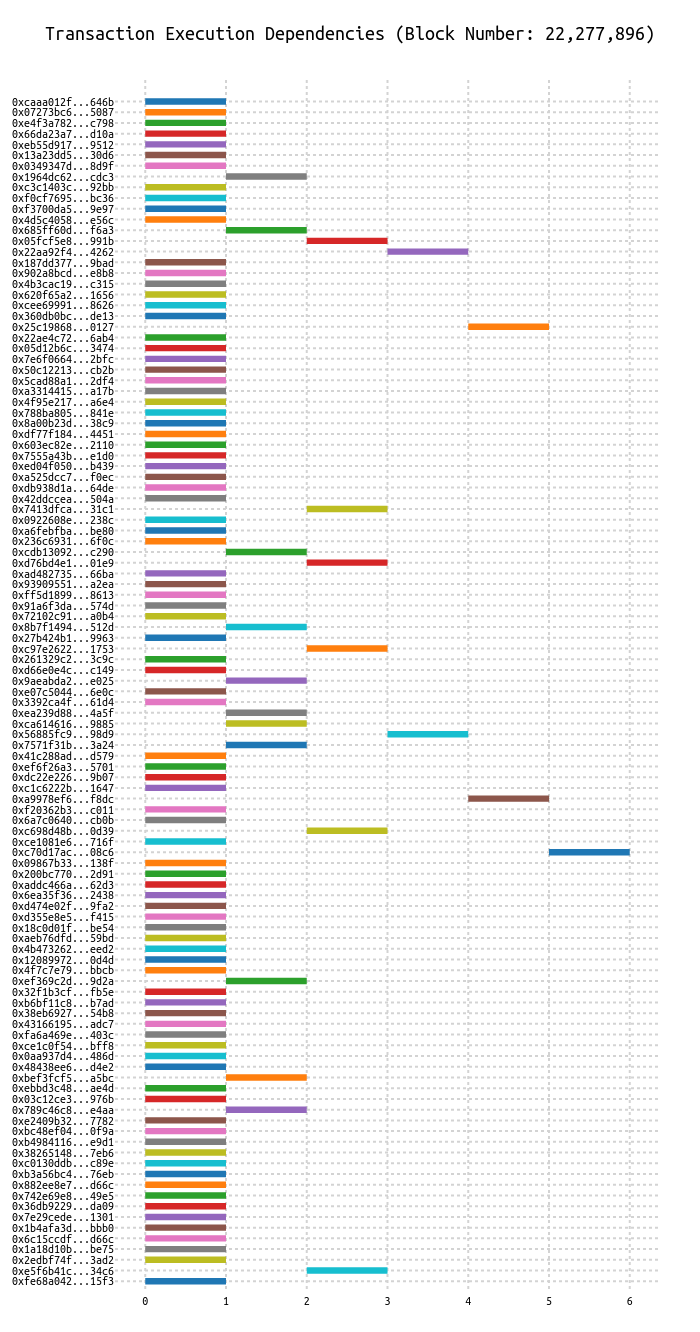 Transaction Execution Dependencies (Block Number: 22,277,896)
0xcaaa012f...646b
0x07273bc6...5087
0xe4f3a782...c798
0x66da23a7...d10a
0xeb55d917...9512
0x13a23dd5...30d6
0x0349347d...8d9f
0x1964dc62...cdc3
0xc3c1403c...92bb
0xf0cf7695...bc36
0xf3700da5...9e97
0x4d5c4058...e56c
0x685ff60d...f6a3
0x05fcf5e8...991b
0x22aa92f4...4262
0x187dd377...9bad
0x902a8bcd...e8b8
0x4b3cac19...c315
0x620f65a2...1656
0xcee69991...8626
0x360db0bc...de13
0x25c19868...0127
0x22ae4c72...6ab4
0x05d12b6c...3474
0x7e6f0664...2bfc
0x50c12213...cb2b
0x5cad88a1...2df4
0xa3314415...a17b
0x4f95e217...a6e4
0x788ba805...841e
0x8a00b23d...38c9
0xdf77f184...4451
0x603ec82e...2110
0x7555a43b...e1d0
0xed04f050...b439
0xa525dcc7...f0ec
0xdb938d1a...64de
0x42ddccea...504a
0x7413dfca...31c1
0x0922608e...238c
0xa6febfba...be80
0x236c6931...6f0c
0xcdb13092...c290
0xd76bd4e1...01e9
0xad482735...66ba
0x93909551...a2ea
0xff5d1899...8613
0x91a6f3da...574d
0x72102c91...a0b4
0x8b7f1494...512d
0x27b424b1...9963
0xc97e2622...1753
0x261329c2...3c9c
0xd66e0e4c...c149
0x9aeabda2...e025
0xe07c5044...6e0c
0x3392ca4f...61d4
0xea239d88...4a5f
0xca614616...9885
0x56885fc9...98d9
0x7571f31b...3a24
0x41c288ad...d579
0xef6f26a3...5701
0xdc22e226...9b07
0xc1c6222b...1647
0xa9978ef6...f8dc
0xf20362b3...c011
0x6a7c0640...cb0b
0xc698d48b...0d39
0xce1081e6...716f
0xc70d17ac...08c6
0x09867b33...138f
0x200bc770...2d91
0xaddc466a...62d3
0x6ea35f36...2438
0xd474e02f...9fa2
0xd355e8e5...f415
0x18c0d01f...be54
0xaeb76dfd...59bd
0x4b473262...eed2
0x12089972...0d4d
0x4f7c7e79...bbcb
0xef369c2d...9d2a
0x32f1b3cf...fb5e
0xb6bf11c8...b7ad
0x38eb6927...54b8
0x43166195...adc7
0xfa6a469e...403c
0xce1c0f54...bff8
0x0aa937d4...486d
0x48438ee6...d4e2
0xbef3fcf5...a5bc
0xebbd3c48...ae4d
0x03c12ce3...976b
0x789c46c8...e4aa
0xe2409b32...7782
0xbc48ef04...0f9a
0xb4984116...e9d1
0x38265148...7eb6
0xc0130ddb...c89e
0xb3a56bc4...76eb
0x882ee8e7...d66c
0x742e69e8...49e5
0x36db9229...da09
0x7e29cede...1301
0x1b4afa3d...bbb0
0x6c15ccdf...d66c
0x1a18d10b...be75
0x2edbf74f...3ad2
0xe5f6b41c...34c6
0xfe68a042...15f3
0 1 2 3 4 5 6